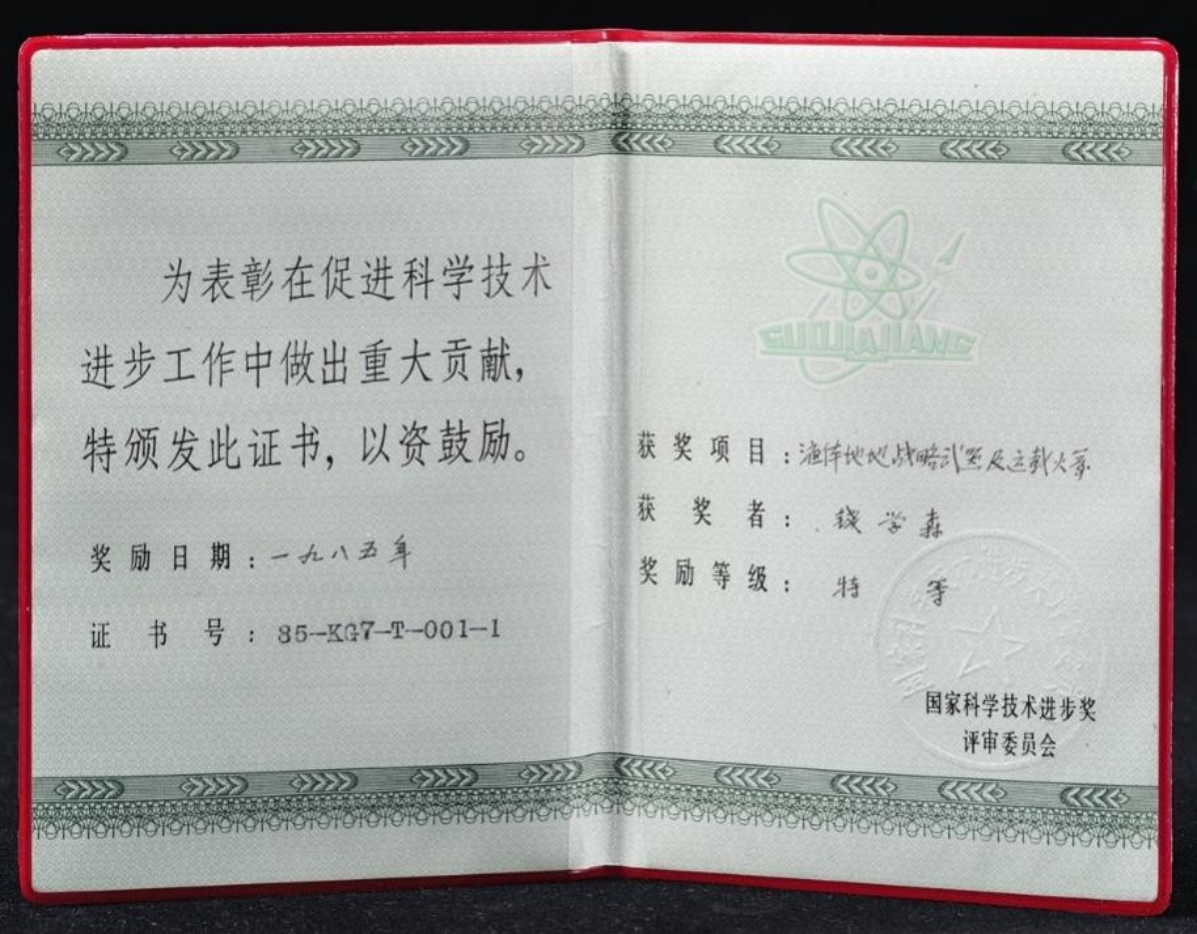 为表彰在促进科学技术
进步工作中做出重大贡献，
特颁发此证书，以资鼓励。
奖励日期：一九八五年
证书号：85-KG7-T-001-1
GUOJIAJIANG
获奖项目：液体地地战略武器及运载火箭
获奖者：钱学森
奖励等级：特等
国家科学技术进步奖
评审委员会